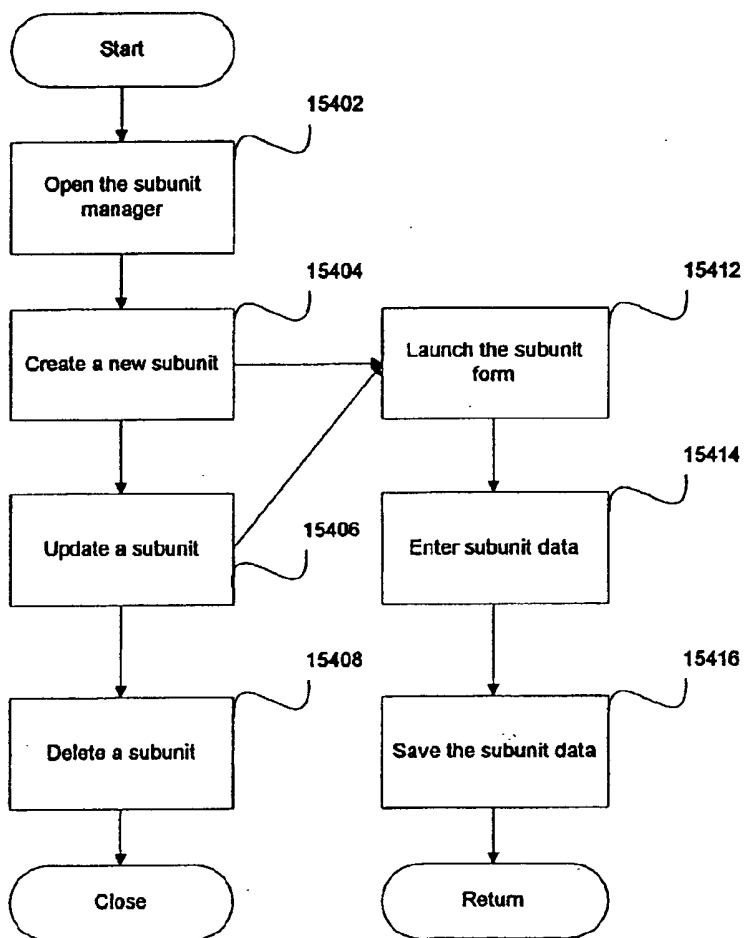 Start
15402
Open the subunit
manager
15404
Create a new subunit
15412
Launch the subunit
form
Update a subunit
15406
15414
Enter subunit data
15408
Delete a subunit
15416
Save the subunit data
Close
Return